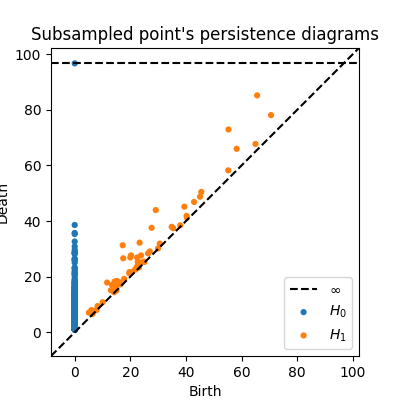 Subsampled point's persistence diagrams
100
80
60
40
20
0
Death
∞
H₀
H₁
0 20 40 60 80 100
Birth